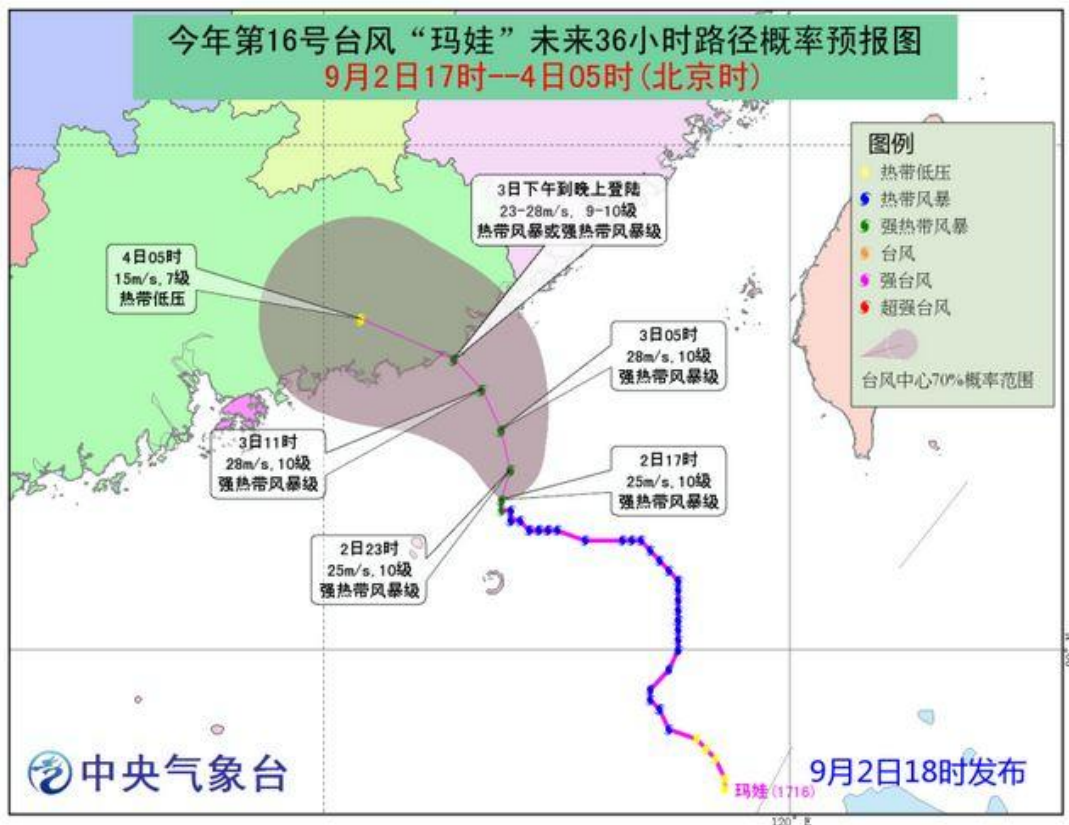 今年第16号台风“玛娃”未来36小时路径概率预报图
9月2日17时--4日05时(北京时)
图例
热带低压
热带风暴
强热带风暴
台风
强台风
超强台风
台风中心70%概率范围
3日下午到晚上登陆
23-28m/s, 9-10级
热带风暴或强热带风暴级
4日05时
15m/s,7级
热带低压
3日05时
28m/s,10级
强热带风暴级
3日11时
28m/s,10级
强热带风暴级
2日17时
25m/s,10级
强热带风暴级
2日23时
25m/s,10级
强热带风暴级
中央气象台
9月2日18时发布
玛娃(1716)
120° E